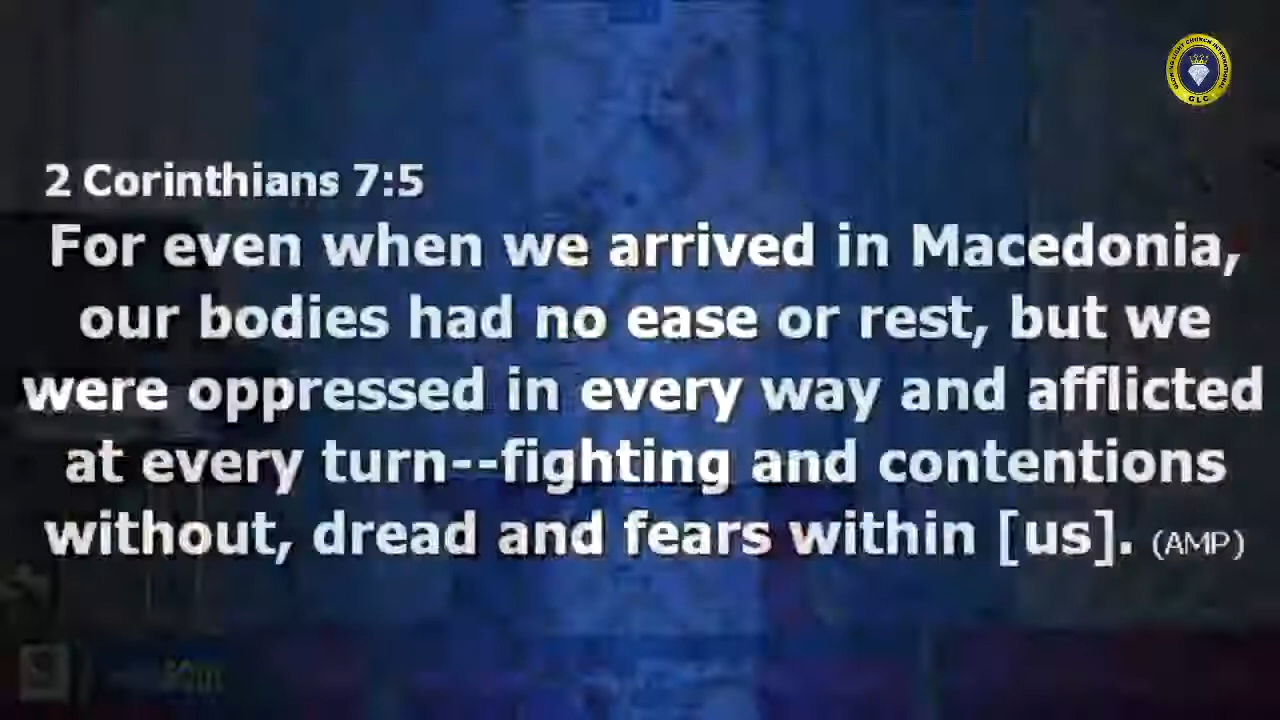 2 Corinthians 7:5
For even when we arrived in Macedonia,
our bodies had no ease or rest, but we
were oppressed in every way and afflicted
at every turn--fighting and contentions
without, dread and fears within [us]. (AMP)
GLC